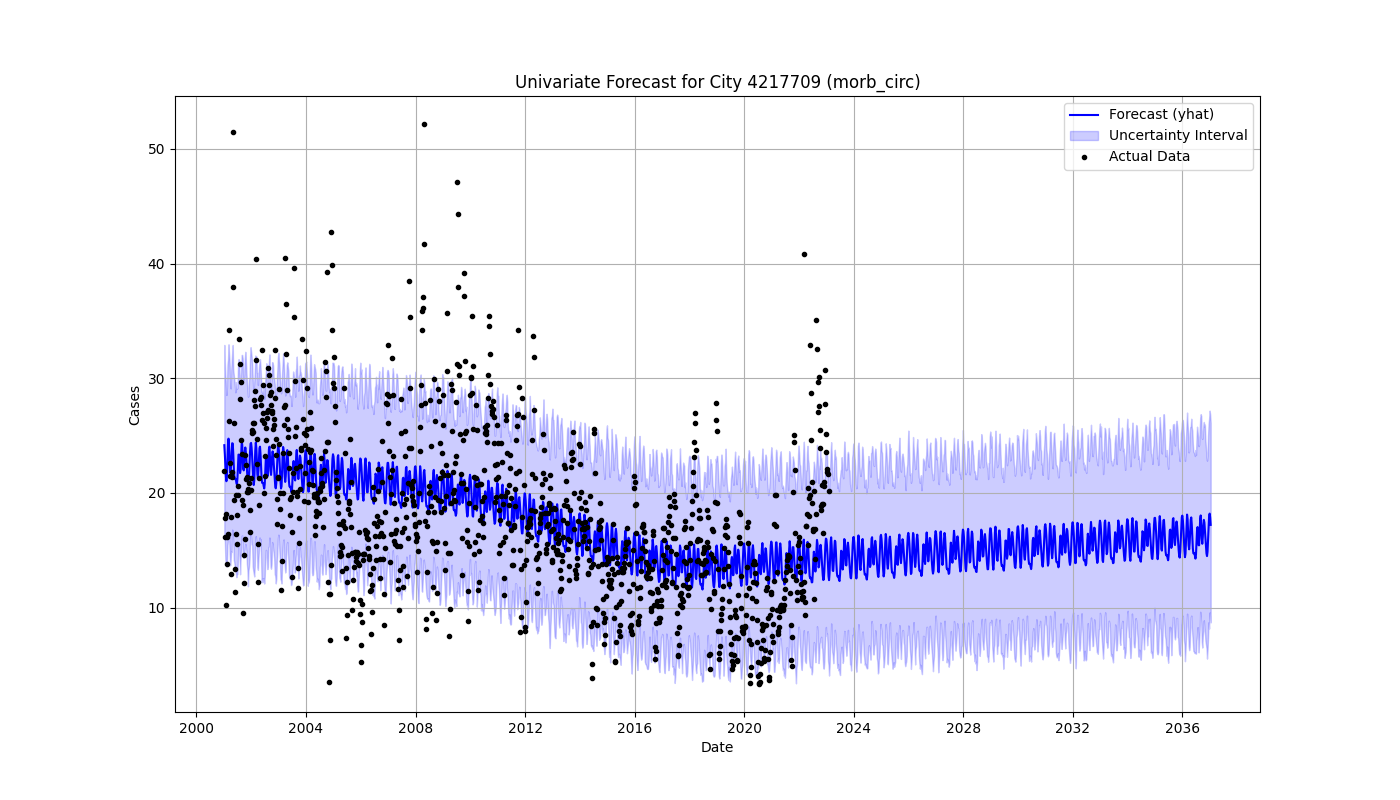 Univariate Forecast for City 4217709 (morb_circ)
Forecast (yhat)
Uncertainty Interval
Actual Data
Cases
50
40
30
20
10
2000 2004 2008 2012 2016 2020 2024 2028 2032 2036
Date